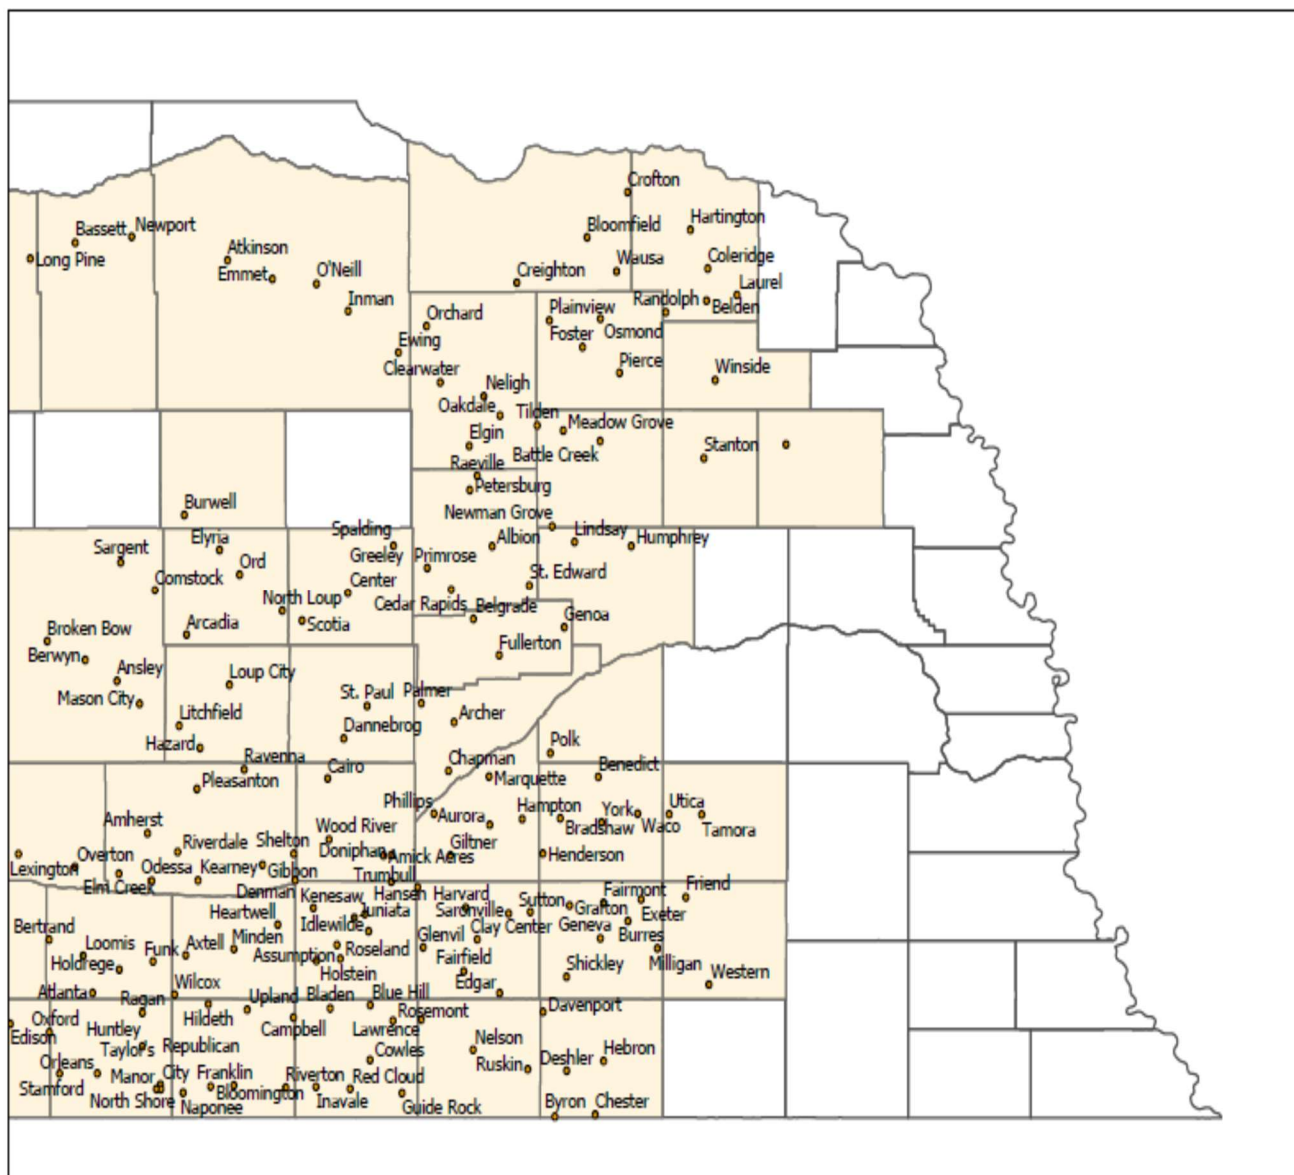 Crofton
Hartington
Bassett
Newport
Bloomfield
Atkinson
Long Pine
Wausa
Coleridge
Emmet
O'Neill
Creighton
Laurel
Inman
Randolph
Belden
Orchard
Plainview
Foster
Osmond
Ewing
Clearwater
Pierce
Winside
Neligh
Oakdale
Tilden
Meadow Grove
Elgin
Battle Creek
Stanton
Raeville
Petersburg
Burwell
Newman Grove
Elyria
Spalding
Lindsay
Albion
Humphrey
Sargent
Greeley
Center
Primrose
Ord
St. Edward
Comstock
North Loup
Cedar Rapids
Belgrade
Arcadia
Scotia
Genoa
Broken Bow
Fullerton
Berwyn
Ansley
Loup City
Mason City
St. Paul
Palmer
Litchfield
Dannebrog
Archer
Hazard
Ravenna
Polk
Cairo
Chapman
Benedict
Pleasanton
Marquette
Phillips
Aurora
Hampton
York
Utica
Amherst
Wood River
Bradshaw
Waco
Tamora
Riverdale
Shelton
Doniphan
Giltner
Lexington
Overton
Amick Acres
Henderson
Odessa
Kearney
Gibbon
Trumbull
Elm Creek
Denman
Kenesaw
Hansen
Harvard
Sutton
Fairmont
Friend
Heartwell
Juniata
Saronville
Grafton
Exeter
Bertrand
Idlewilde
Clay Center
Geneva
Burres
Loomis
Funk
Axtell
Minden
Roseland
Glenvil
Holdrege
Assumption
Holstein
Fairfield
Milligan
Edgar
Shickley
Western
Atlanta
Wilcox
Ragan
Hildeth
Upland
Bladen
Blue Hill
Rosemont
Davenport
Oxford
Edison
Huntley
Campbell
Lawrence
Taylor's
Republican
Nelson
Orleans
Cowles
Ruskin
Deshler
Hebron
Stamford
Manor
City
Franklin
Riverton
Red Cloud
North Shore
Naponee
Bloomington
Inavale
Guide Rock
Byron
Chester